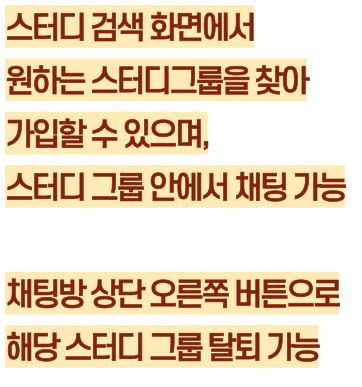 스터디 검색 화면에서
원하는 스터디그룹을 찾아
가입할 수 있으며,
스터디 그룹 안에서 채팅 가능
채팅방 상단 오른쪽 버튼으로
해당 스터디 그룹 탈퇴 가능